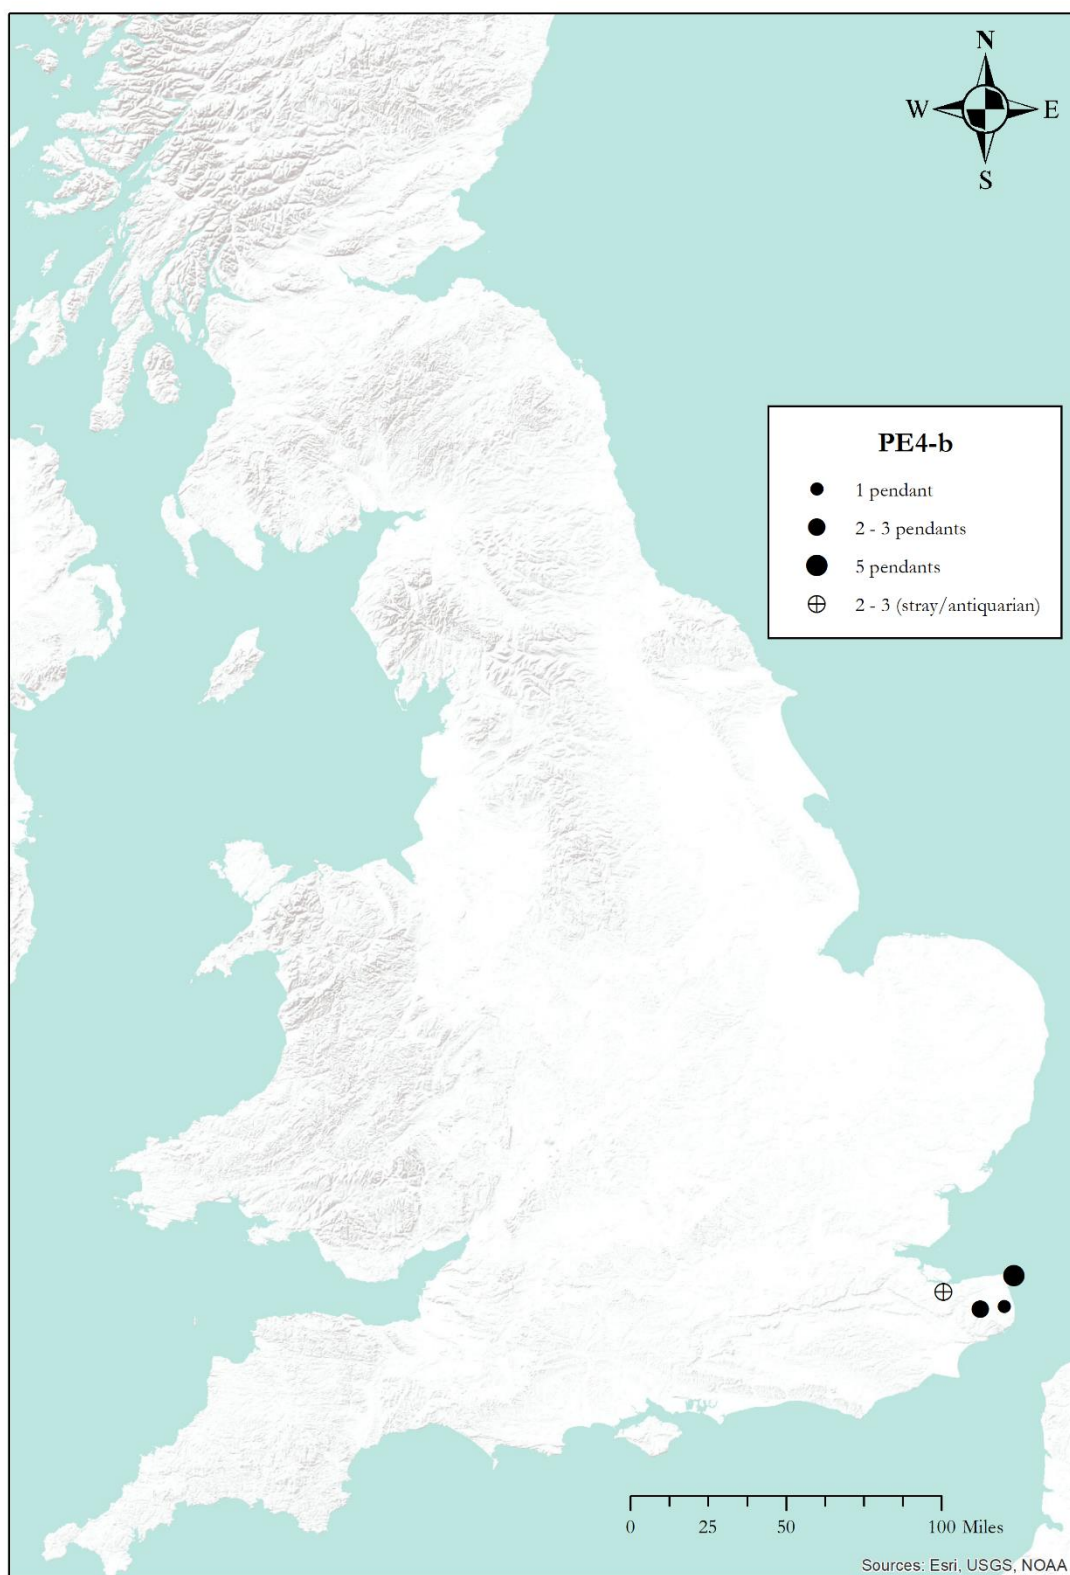 N
W E
S
PE4-b
1 pendant
2 - 3 pendants
5 pendants
2 - 3 (stray/antiquarian)
0 25 50 100 Miles
Sources: Esri, USGS, NOAA